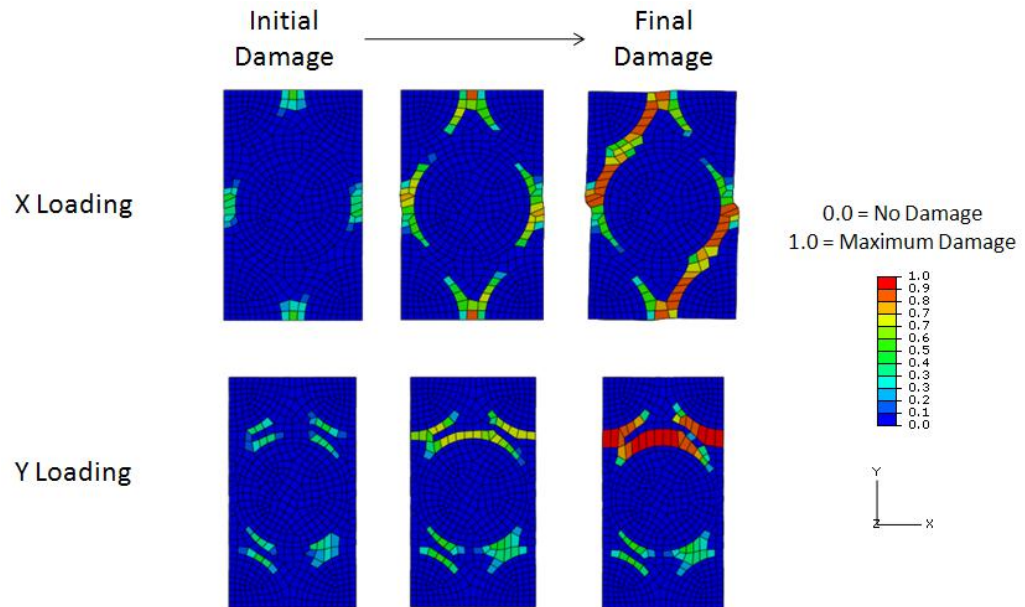 Initial
Damage
Final
Damage
X Loading
0.0 = No Damage
1.0 = Maximum Damage
1.0
0.9
0.8
0.7
0.6
0.5
0.4
0.3
0.3
0.2
0.1
0.0
Y Loading
Y
Z
X